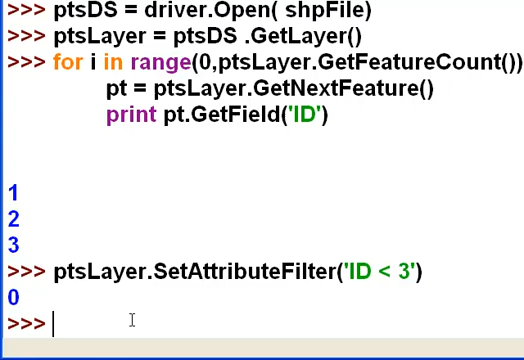 >>> ptsDS = driver.Open( shpFile)
>>> ptsLayer = ptsDS .GetLayer()
>>> for i in range(0,ptsLayer.GetFeatureCount())
pt = ptsLayer.GetNextFeature()
print pt.GetField('ID')
1
2
3
>>> ptsLayer.SetAttributeFilter('ID < 3')
0
>>>